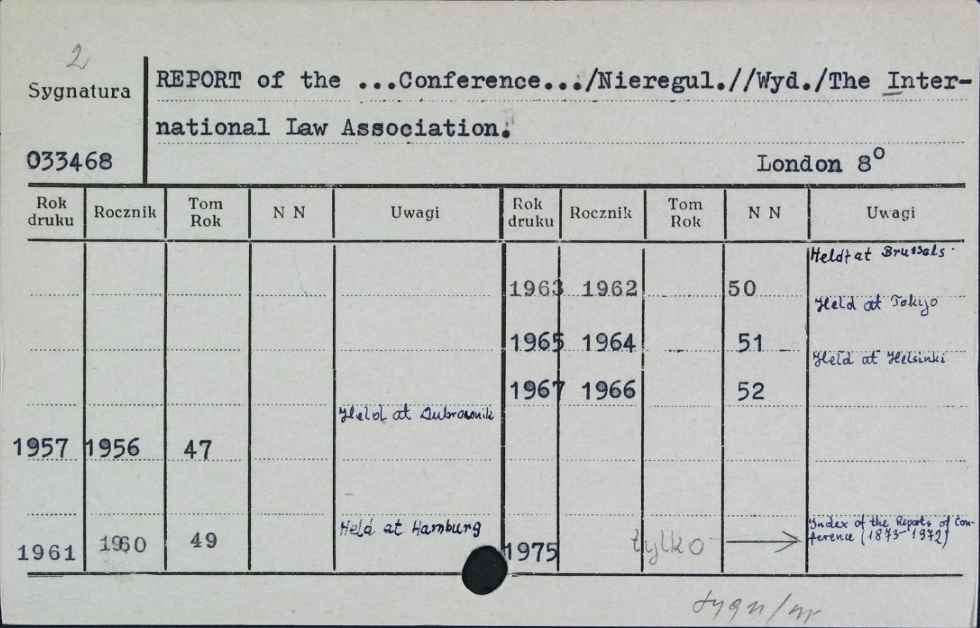 2
Sygnatura
REPORT of the ...Conference.../Nieregul.//Wyd./The Inter-
national Law Association.
033468
London 8°
Rok druku Rocznik Tom Rok N N Uwagi Rok druku Rocznik Tom Rok N N Uwagi
Held at Brussels
1963 1962 50
Held at Tokyo
1965 1964 51
Held at Helsinki
1967 1966 52
Held at Dubrownik
1957 1956 47
Held at Hamburg
1961 1960 49
1975 tylko → Index of the Reports of Con-
ference (1873-1972)